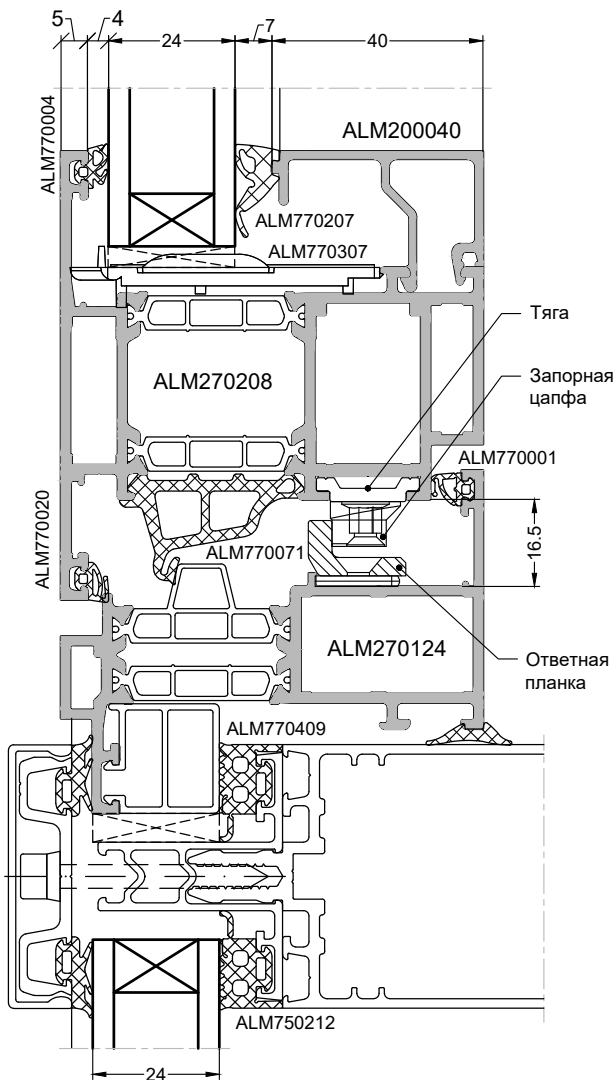 5
4
24
7
40
ALM770004
ALM200040
ALM770207
ALM770307
Тяга
ALM270208
Запорная
цапфа
ALM770001
ALM770020
ALM770071
16.5
ALM270124
Ответная
планка
ALM770409
ALM750212
24